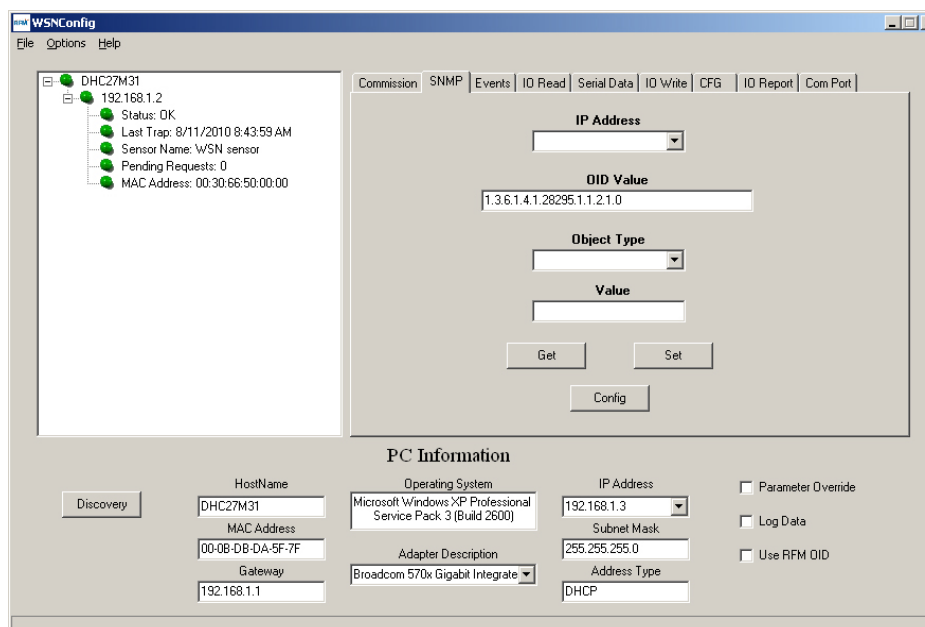 RFM WSNConfig
File Options Help
DHC27M31
192.168.1.2
Status: OK
Last Trap: 8/11/2010 8:43:59 AM
Sensor Name: WSN sensor
Pending Requests: 0
MAC Address: 00:30:66:50:00:00
Commission SNMP Events IO Read Serial Data IO Write CFG IO Report Com Port
IP Address
OID Value
1.3.6.1.4.1.28295.1.1.2.1.0
Object Type
Value
Get Set
Config
PC Information
Discovery
HostName
DHC27M31
MAC Address
00-0B-DB-DA-5F-7F
Gateway
192.168.1.1
Operating System
Microsoft Windows XP Professional
Service Pack 3 (Build 2600)
Adapter Description
Broadcom 570x Gigabit Integrate
IP Address
192.168.1.3
Subnet Mask
255.255.255.0
Address Type
DHCP
Parameter Override
Log Data
Use RFM OID